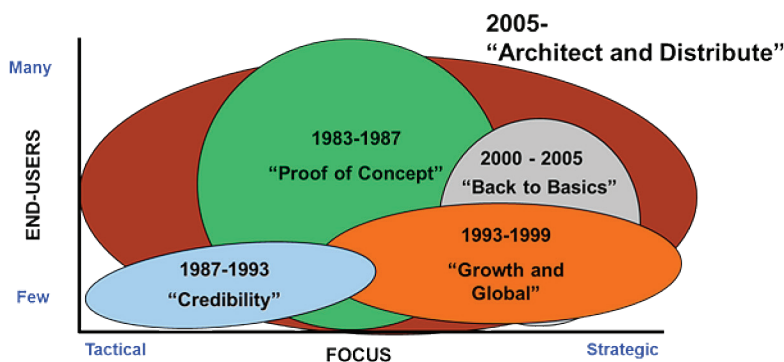 2005-
“Architect and Distribute”
Many
END-USERS
1983-1987
“Proof of Concept”
2000 - 2005
“Back to Basics”
1993-1999
“Growth and
Global”
1987-1993
“Credibility”
Few
Tactical
FOCUS
Strategic